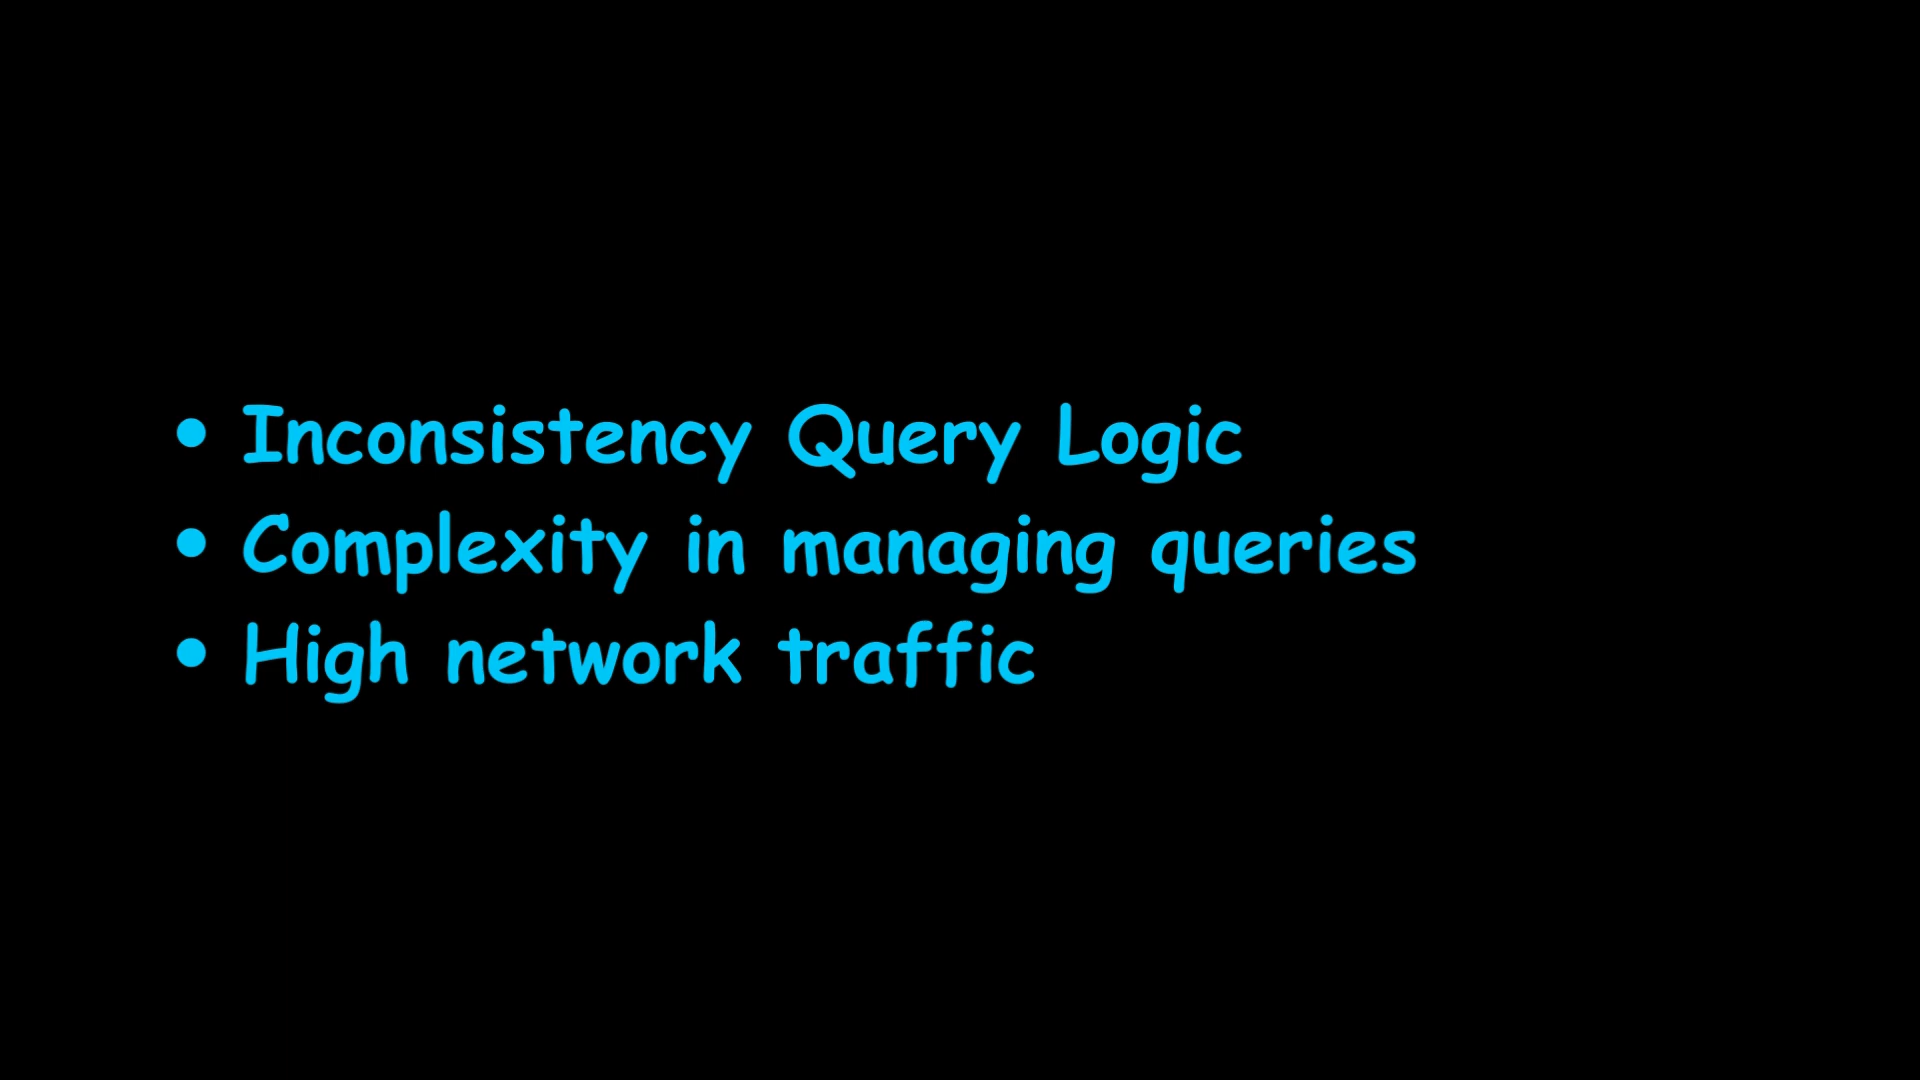 • Inconsistency Query Logic
• Complexity in managing queries
• High network traffic